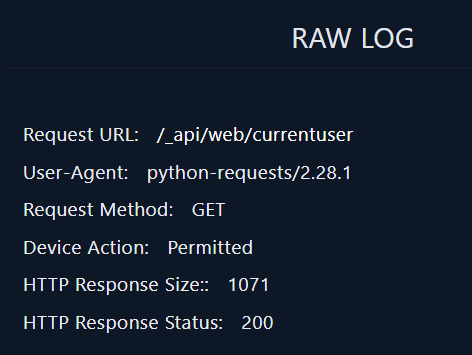 RAW LOG
Request URL: /_api/web/currentuser
User-Agent: python-requests/2.28.1
Request Method: GET
Device Action: Permitted
HTTP Response Size:: 1071
HTTP Response Status: 200